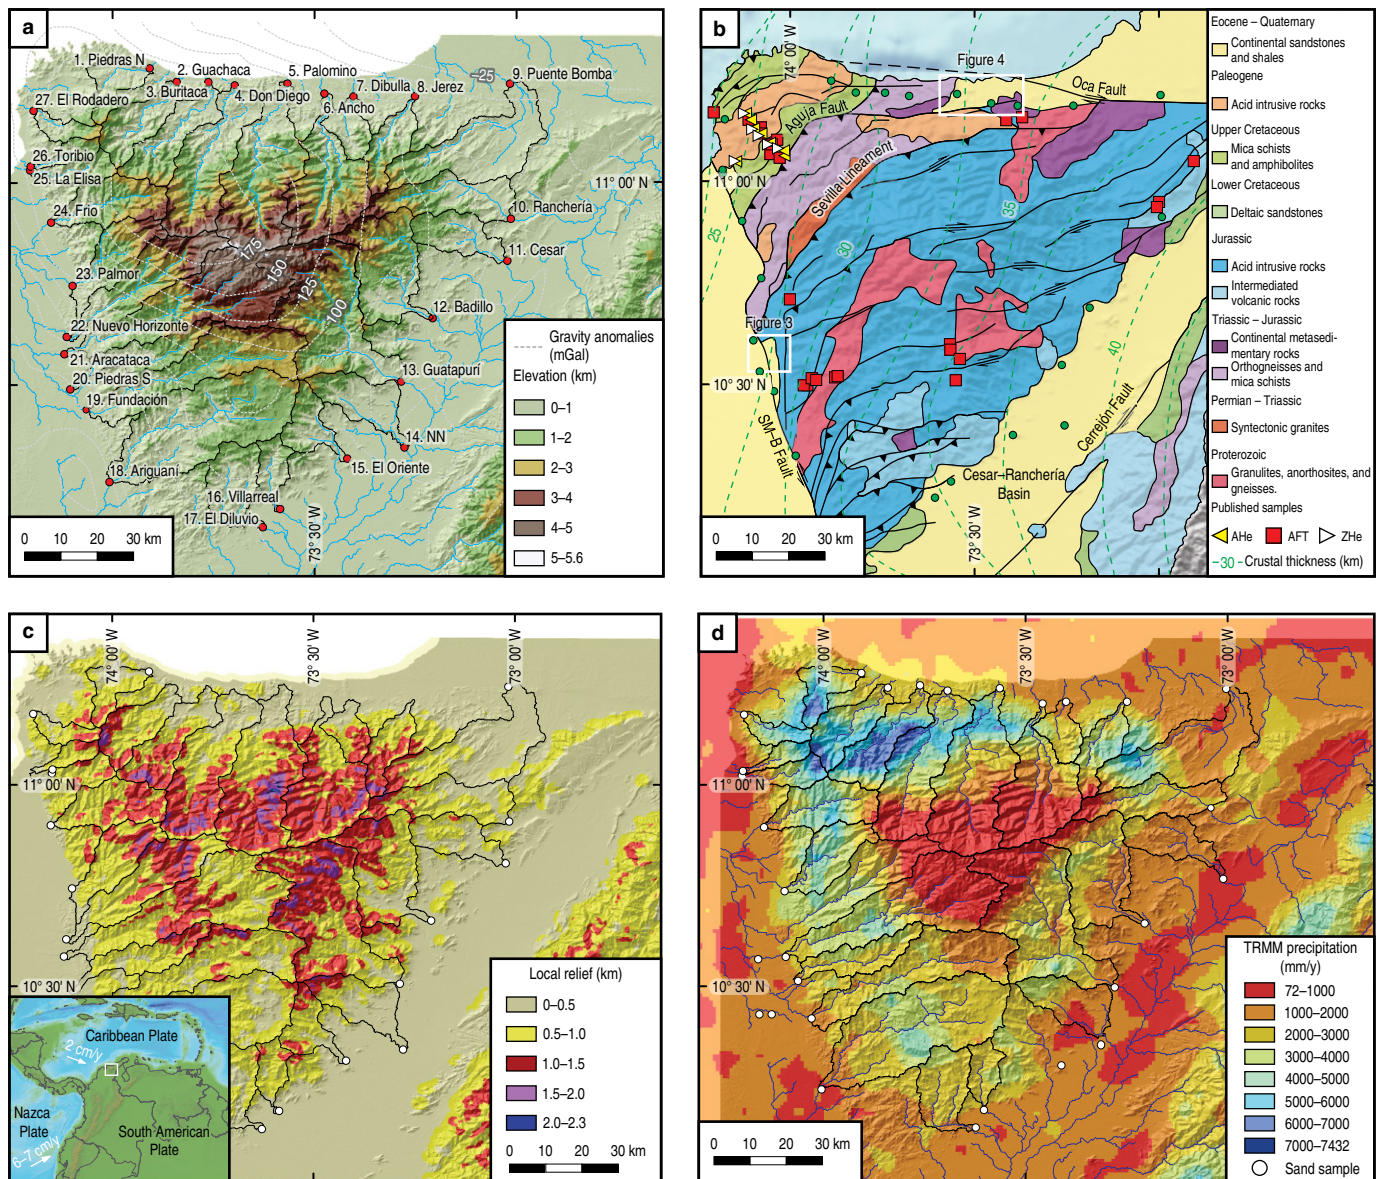 a
1. Piedras N
2. Guachaca
3. Buritaca
4. Don Diego
5. Palomino
6. Ancho
7. Dibulla
8. Jerez
9. Puente Bomba
−25
27. El Rodadero
26. Toribio
25. La Elisa
11° 00' N
24. Frio
10. Ranchería
11. Cesar
175
150
125
100
23. Palmor
12. Badillo
22. Nuevo Horizonte
21. Aracataca
20. Piedras S
19. Fundación
13. Guatapurí
14. NN
15. El Oriente
18. Ariguaní
16. Villarreal
17. El Diluvio
73° 30' W
Gravity anomalies
(mGal)
Elevation (km)
0–1
1–2
2–3
3–4
4–5
5–5.6
0 10 20 30 km
b
74° 00' W
Figure 4
Oca Fault
Aguja Fault
11° 00' N
Sevilla Lineament
25
30
35
40
Figure 3
10° 30' N
SM–B Fault
Cerrejón Fault
Cesar–Ranchería
Basin
73° 30' W
0 10 20 30 km
Eocene – Quaternary
Continental sandstones
and shales
Paleogene
Acid intrusive rocks
Upper Cretaceous
Mica schists
and amphibolites
Lower Cretaceous
Deltaic sandstones
Jurassic
Acid intrusive rocks
Intermediated
volcanic rocks
Triassic – Jurassic
Continental metasedi-
mentary rocks
Orthogneisses and
mica schists
Permian – Triassic
Syntectonic granites
Proterozoic
Granulites, anorthosites, and
gneisses.
Published samples
AHe AFT ZHe
–30 – Crustal thickness (km)
c
74° 00' W
73° 30' W
73° 00' W
11° 00' N
10° 30' N
Caribbean Plate
2 cm/y
Nazca
Plate
South American
Plate
6–7 cm/y
Local relief (km)
0–0.5
0.5–1.0
1.0–1.5
1.5–2.0
2.0–2.3
0 10 20 30 km
d
74° 00' W
73° 30' W
73° 00' W
11° 00' N
10° 30' N
0 10 20 30 km
TRMM precipitation
(mm/y)
72–1000
1000–2000
2000–3000
3000–4000
4000–5000
5000–6000
6000–7000
7000–7432
Sand sample